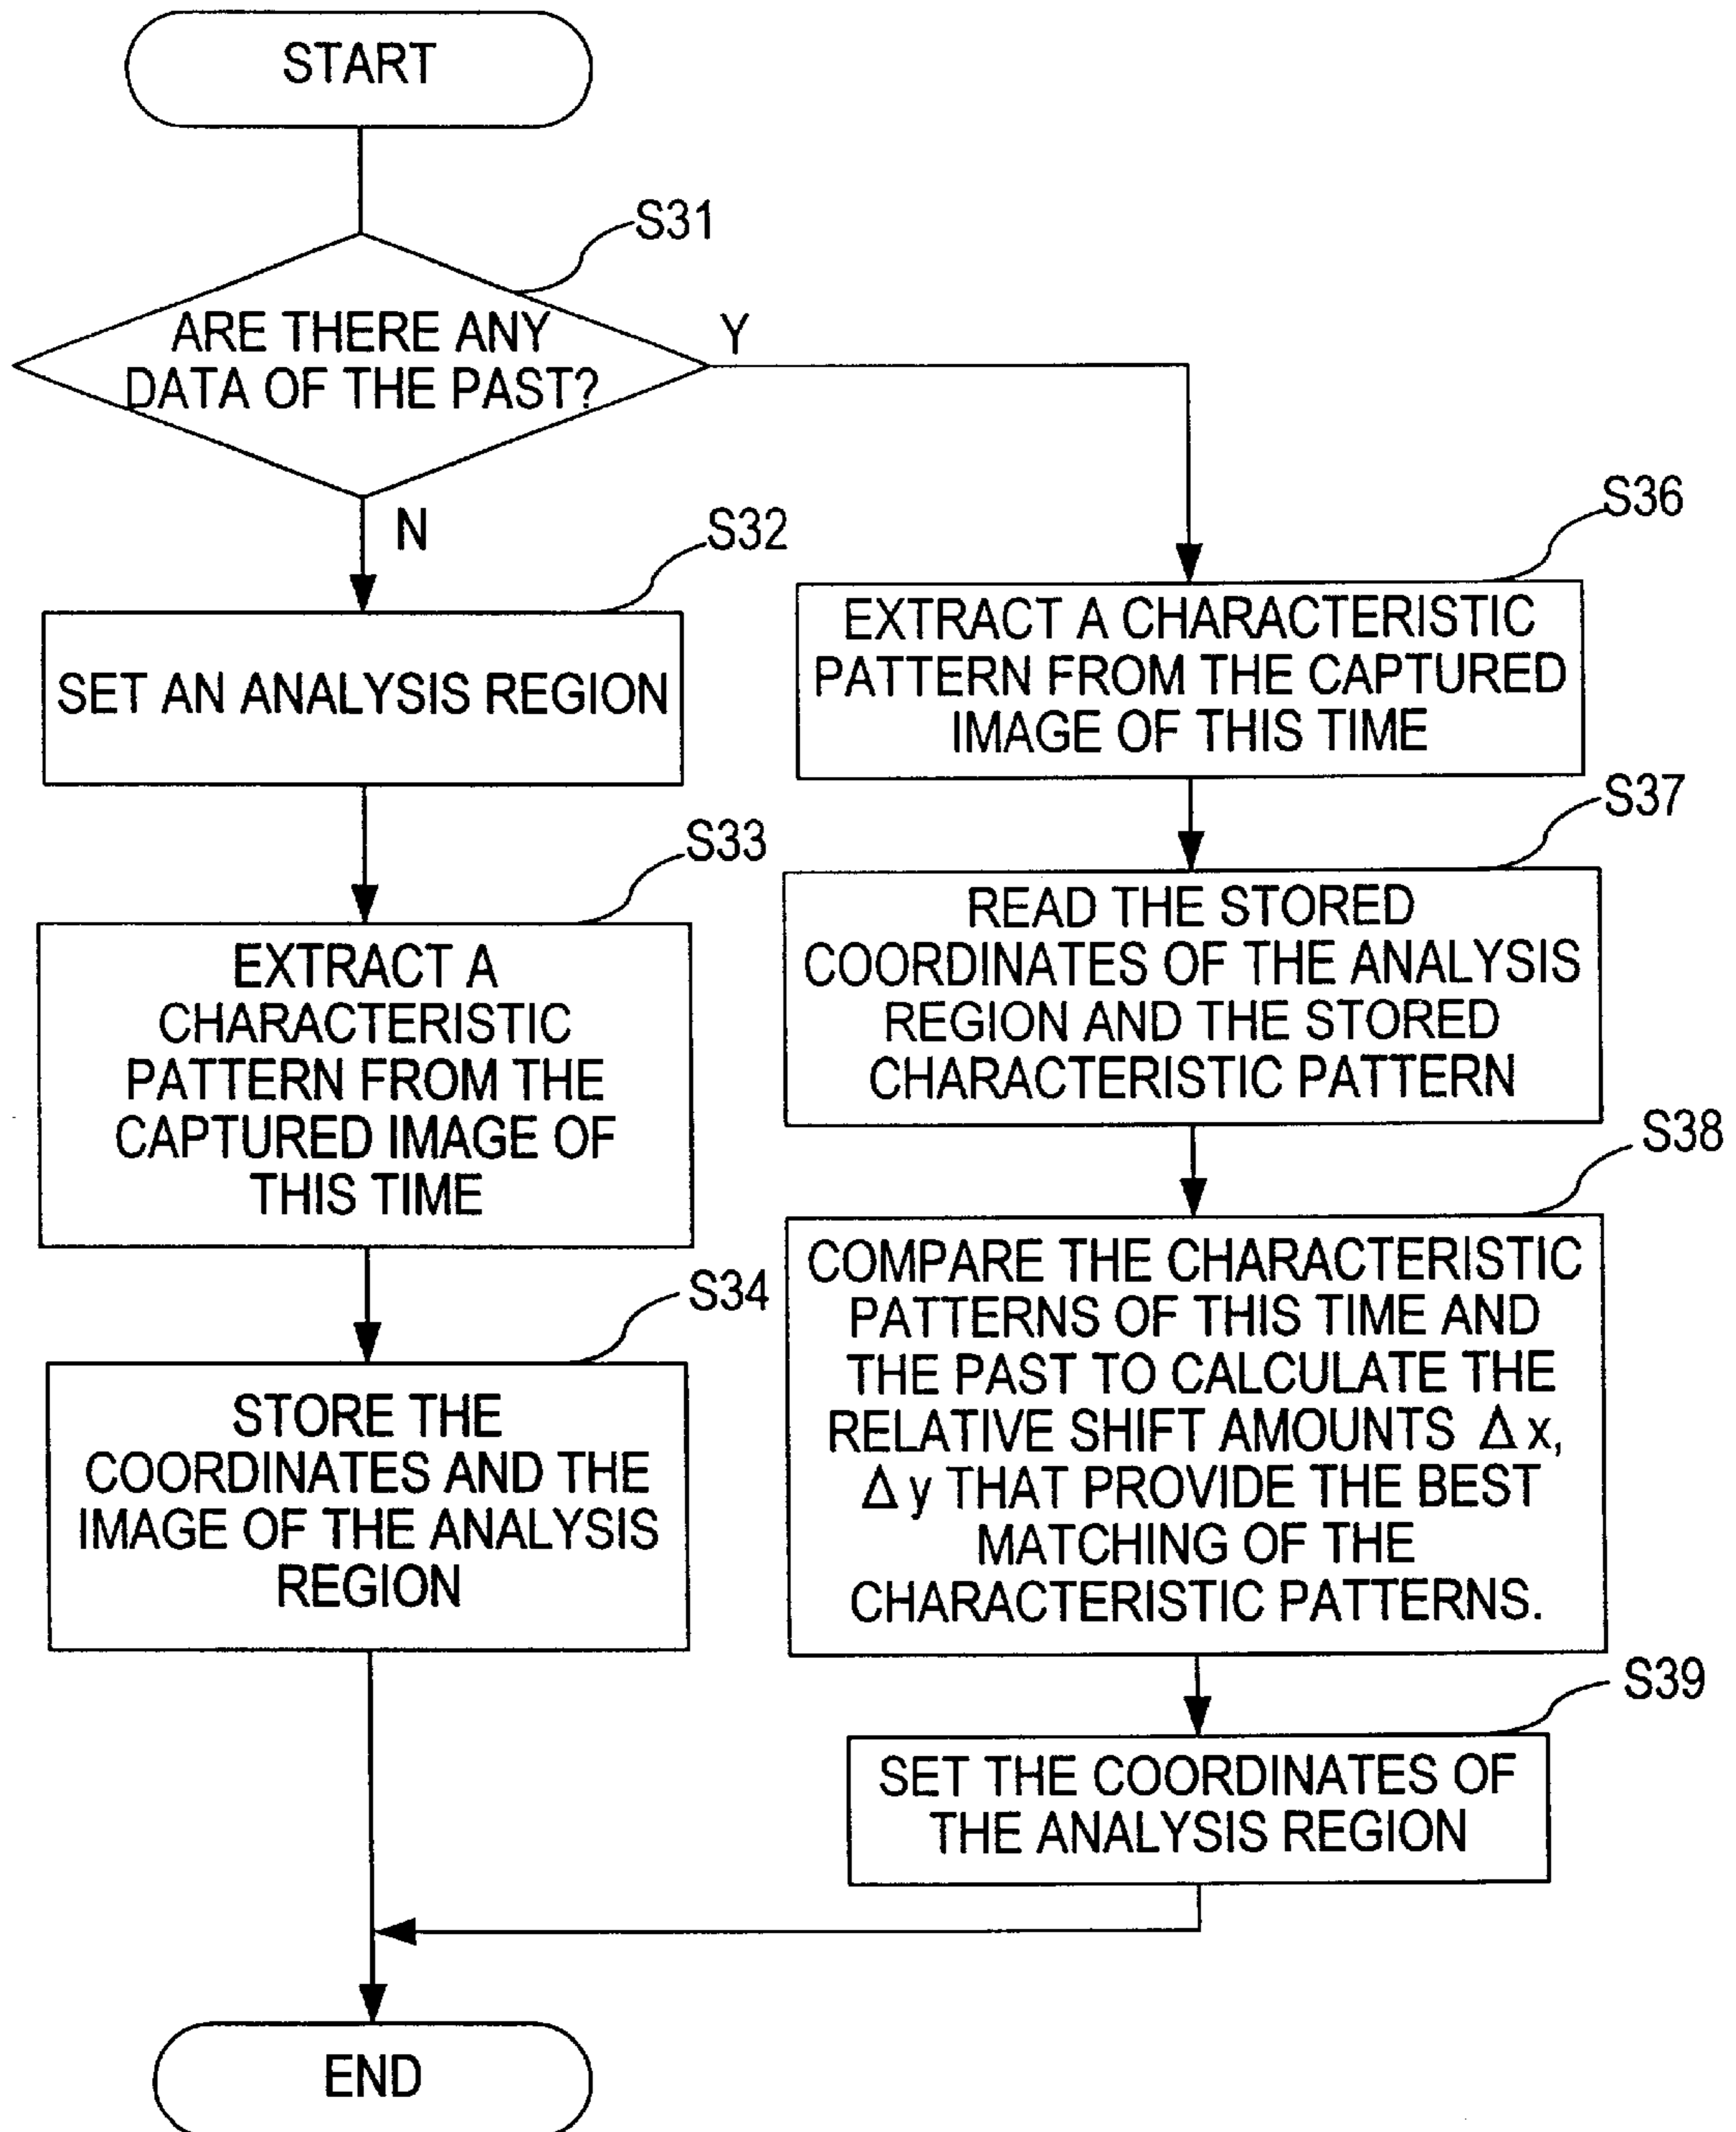 START
S31
ARE THERE ANY
DATA OF THE PAST?
Y
N
S32
SET AN ANALYSIS REGION
S33
EXTRACT A
CHARACTERISTIC
PATTERN FROM THE
CAPTURED IMAGE OF
THIS TIME
S34
STORE THE
COORDINATES AND THE
IMAGE OF THE ANALYSIS
REGION
S36
EXTRACT A CHARACTERISTIC
PATTERN FROM THE CAPTURED
IMAGE OF THIS TIME
S37
READ THE STORED
COORDINATES OF THE ANALYSIS
REGION AND THE STORED
CHARACTERISTIC PATTERN
S38
COMPARE THE CHARACTERISTIC
PATTERNS OF THIS TIME AND
THE PAST TO CALCULATE THE
RELATIVE SHIFT AMOUNTS Δx,
Δy THAT PROVIDE THE BEST
MATCHING OF THE
CHARACTERISTIC PATTERNS.
S39
SET THE COORDINATES OF
THE ANALYSIS REGION
END